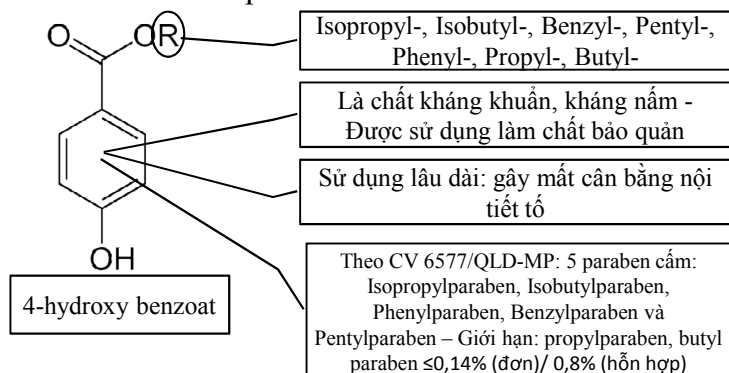 O
OR
Isopropyl-, Isobutyl-, Benzyl-, Pentyl-,
Phenyl-, Propyl-, Butyl-
Là chất kháng khuẩn, kháng nấm -
Được sử dụng làm chất bảo quản
Sử dụng lâu dài: gây mất cân bằng nội
tiết tố
OH
4-hydroxy benzoat
Theo CV 6577/QLD-MP: 5 paraben cấm:
Isopropylparaben, Isobutylparaben,
Phenylparaben, Benzylparaben và
Pentylparaben – Giới hạn: propylparaben, butyl
paraben ≤0,14% (đơn)/ 0,8% (hỗn hợp)